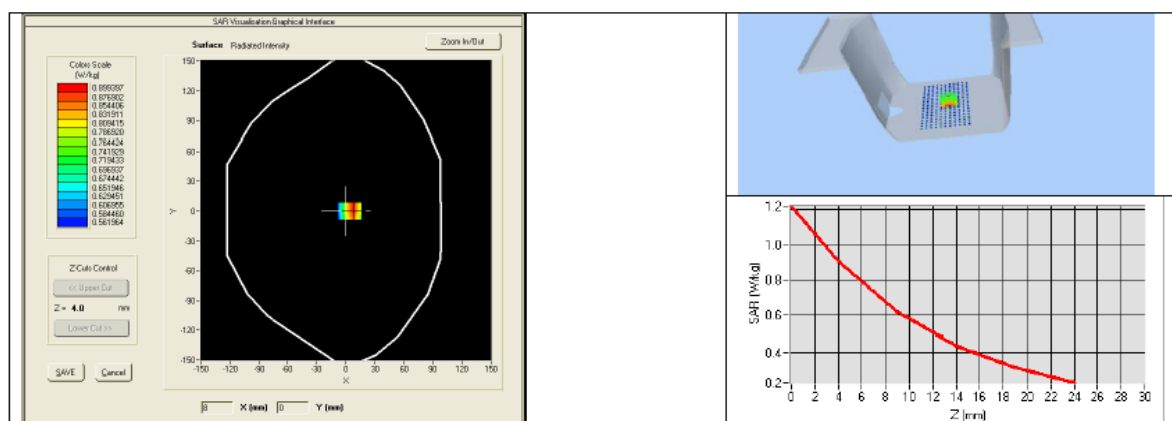 SAR Visualisation Graphical Interface
Surface Radiated Intensity
Zoom In/Out
Colors Scale
(W/kg)
0.899397
0.876902
0.854406
0.831911
0.809415
0.786920
0.764424
0.741929
0.719433
0.696937
0.674442
0.651946
0.629451
0.606955
0.584460
0.561964
Z-Cuts Control
<< Upper Cut
Z = 4.0 mm
Lower Cut >>
SAVE Cancel
150-
120-
90-
60-
30-
Y 0-
-30-
-60-
-90-
-120-
-150-
-150 -120 -90 -60 -30 0 30 60 90 120 150
X
8 X (mm) 0 Y (mm)
1.2-
1.0-
0.8-
SAR (W/kg)
0.6-
0.4-
0.2-
0 2 4 6 8 10 12 14 16 18 20 22 24 26 28 30
Z (mm)